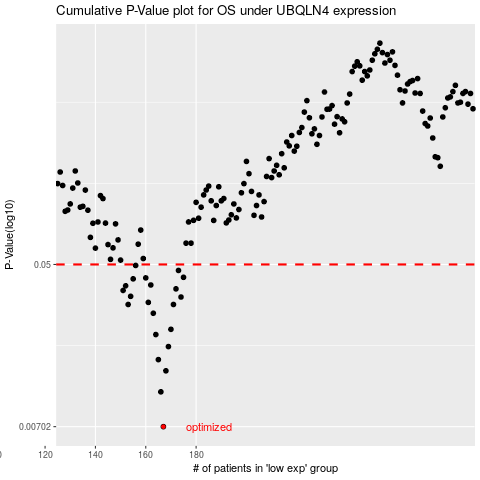 Cumulative P-Value plot for OS under UBQLN4 expression
P-Value(log10)
0.05
0.00702
optimized
0 120 140 160 180
# of patients in 'low exp' group